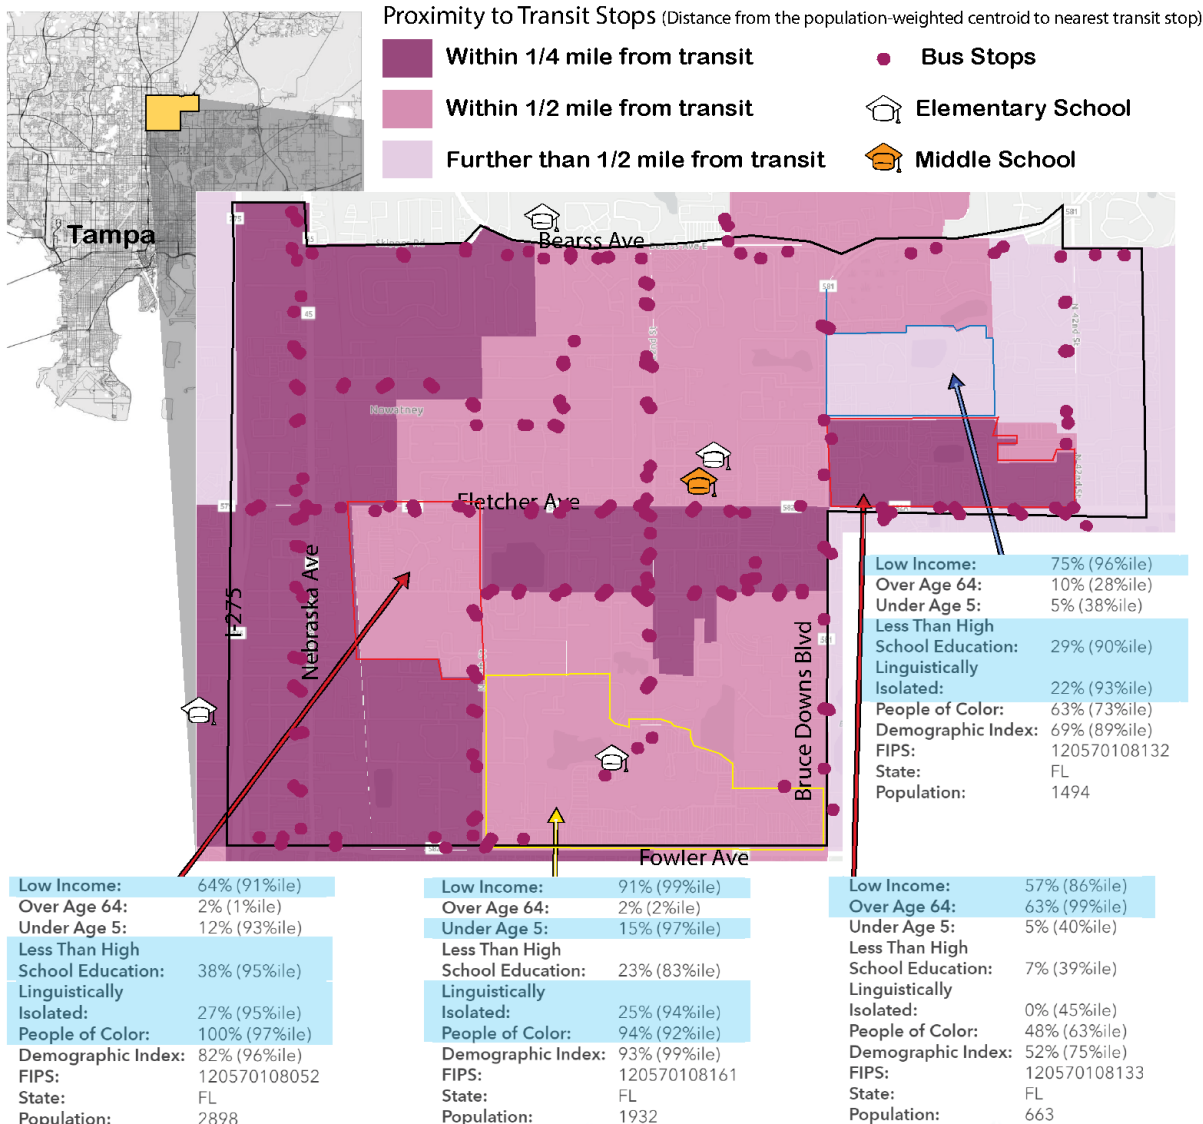 Proximity to Transit Stops (Distance from the population-weighted centroid to nearest transit stop)
Within 1/4 mile from transit
Bus Stops
Within 1/2 mile from transit
Elementary School
Further than 1/2 mile from transit
Middle School
Tampa
275
581
Bearss Ave
581
45
N 42nd St
Nowatney
Fletcher Ave
582
N 42nd St
I-275
Nebraska Ave
Bruce Downs Blvd
581
582
Fowler Ave
Low Income: 75% (96%ile)
Over Age 64: 10% (28%ile)
Under Age 5: 5% (38%ile)
Less Than High
School Education: 29% (90%ile)
Linguistically
Isolated: 22% (93%ile)
People of Color: 63% (73%ile)
Demographic Index: 69% (89%ile)
FIPS: 120570108132
State: FL
Population: 1494
Low Income: 64% (91%ile)
Over Age 64: 2% (1%ile)
Under Age 5: 12% (93%ile)
Less Than High
School Education: 38% (95%ile)
Linguistically
Isolated: 27% (95%ile)
People of Color: 100% (97%ile)
Demographic Index: 82% (96%ile)
FIPS: 120570108052
State: FL
Population: 2898
Low Income: 91% (99%ile)
Over Age 64: 2% (2%ile)
Under Age 5: 15% (97%ile)
Less Than High
School Education: 23% (83%ile)
Linguistically
Isolated: 25% (94%ile)
People of Color: 94% (92%ile)
Demographic Index: 93% (99%ile)
FIPS: 120570108161
State: FL
Population: 1932
Low Income: 57% (86%ile)
Over Age 64: 63% (99%ile)
Under Age 5: 5% (40%ile)
Less Than High
School Education: 7% (39%ile)
Linguistically
Isolated: 0% (45%ile)
People of Color: 48% (63%ile)
Demographic Index: 52% (75%ile)
FIPS: 120570108133
State: FL
Population: 663